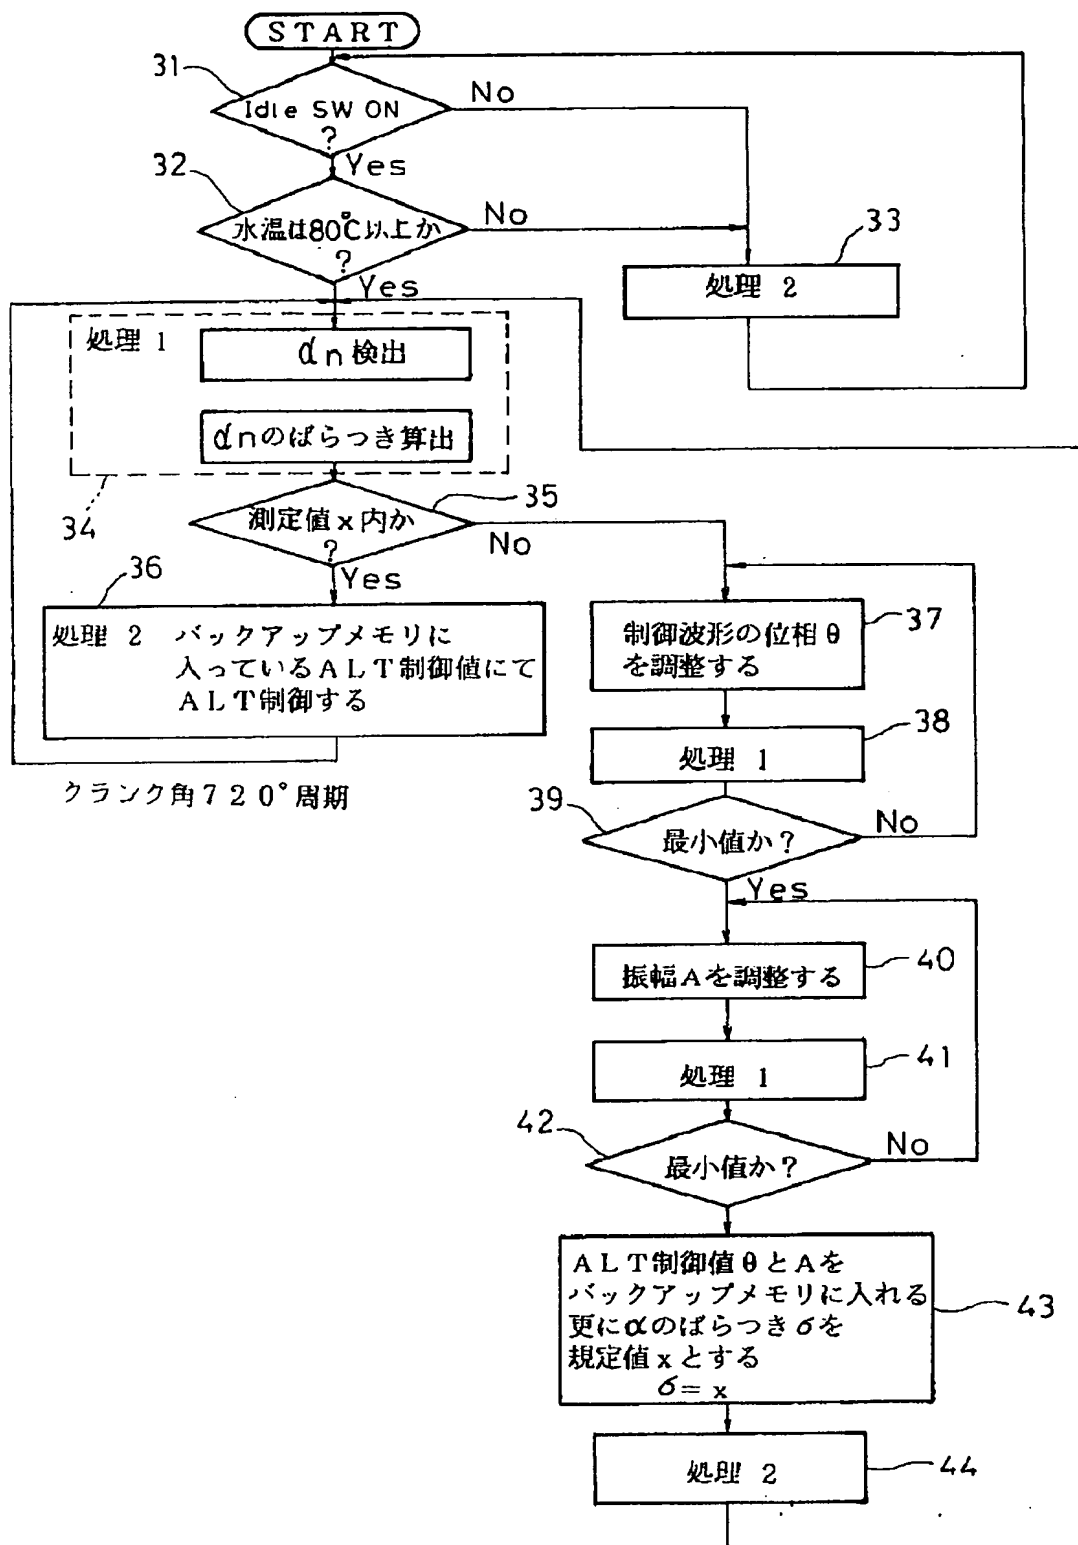 START
31
Idle SW ON
?
No
Yes
32
水温は80℃以上か
?
No
Yes
33
処理 2
処理 1
αn検出
αnのばらつき算出
34
35
測定値x内か
?
No
Yes
36
処理 2 バックアップメモリに
入っているALT制御値にて
ALT制御する
クランク角720°周期
制御波形の位相θ
を調整する
37
処理 1
38
39
最小値か?
No
Yes
振幅Aを調整する
40
処理 1
41
42
最小値か?
No
ALT制御値θとAを
バックアップメモリに入れる
更にαのばらつきσを
規定値xとする
σ=x
43
処理 2
44